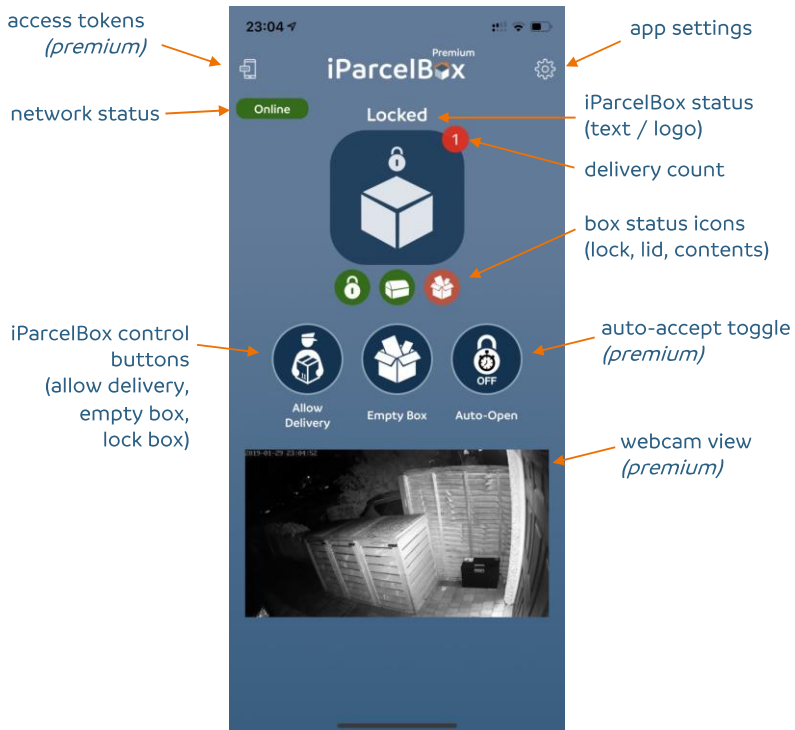 access tokens
(premium)
network status
iParcelBox control
buttons
(allow delivery,
empty box,
lock box)
23:04
Premium
iParcelBox
Online
Locked
1
OFF
Allow
Delivery
Empty Box
Auto-Open
2019-01-29 23:04:52
app settings
iParcelBox status
(text / logo)
delivery count
box status icons
(lock, lid, contents)
auto-accept toggle
(premium)
webcam view
(premium)